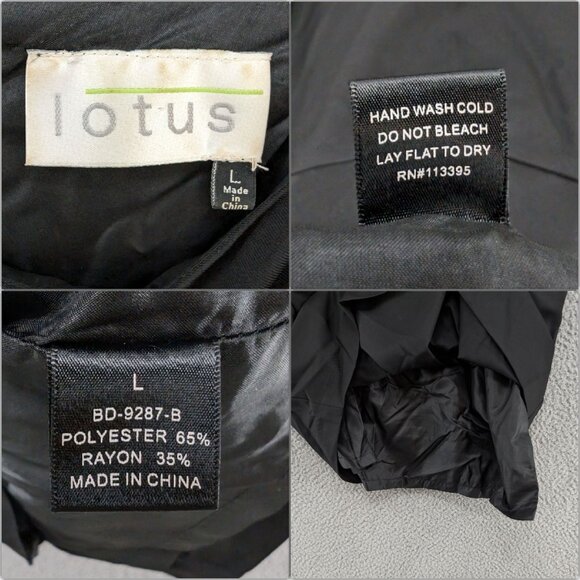 lotus
L
Made
in
China
HAND WASH COLD
DO NOT BLEACH
LAY FLAT TO DRY
RN#113395
L
BD-9287-B
POLYESTER 65%
RAYON 35%
MADE IN CHINA